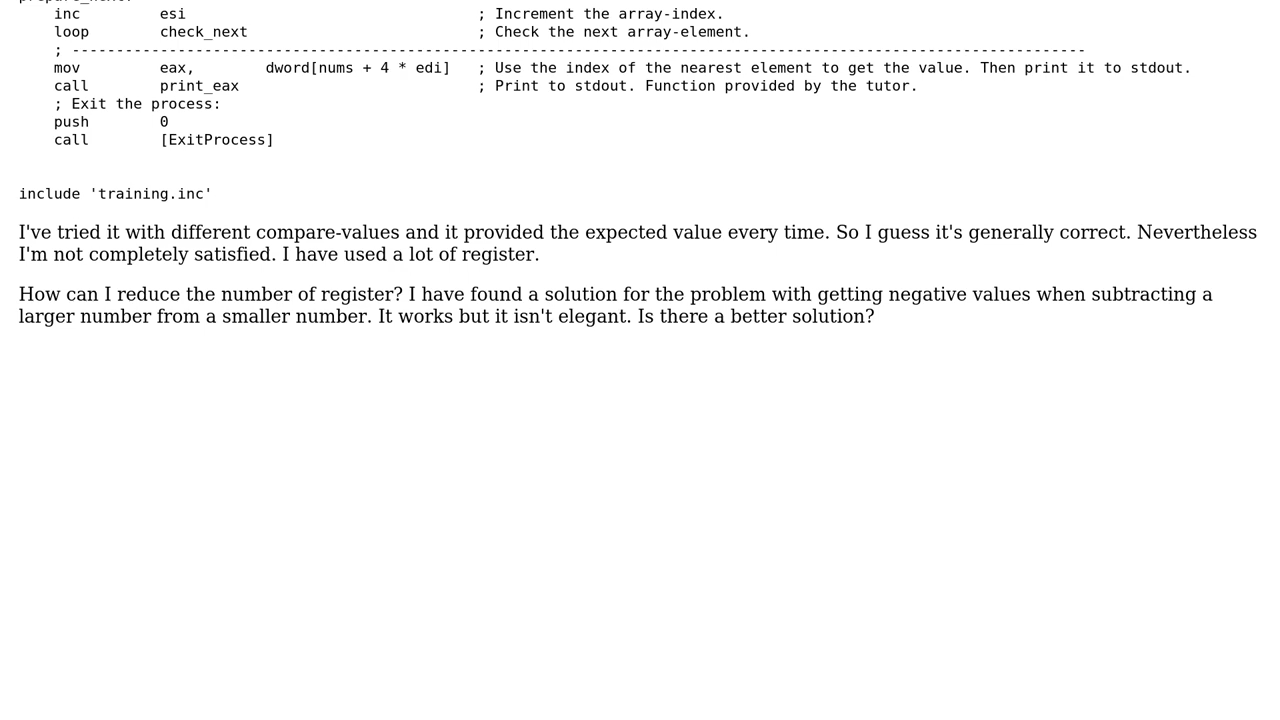 inc         esi                                 ; Increment the array-index.
    loop        check_next                          ; Check the next array-element.
    ; -------------------------------------------------------------------------------------------------------------------
    mov         eax,        dword[nums + 4 * edi]   ; Use the index of the nearest element to get the value. Then print it to stdout.
    call        print_eax                           ; Print to stdout. Function provided by the tutor.
    ; Exit the process:
    push        0
    call        [ExitProcess]
include 'training.inc'
I've tried it with different compare-values and it provided the expected value every time. So I guess it's generally correct. Nevertheless
I'm not completely satisfied. I have used a lot of register.
How can I reduce the number of register? I have found a solution for the problem with getting negative values when subtracting a
larger number from a smaller number. It works but it isn't elegant. Is there a better solution?